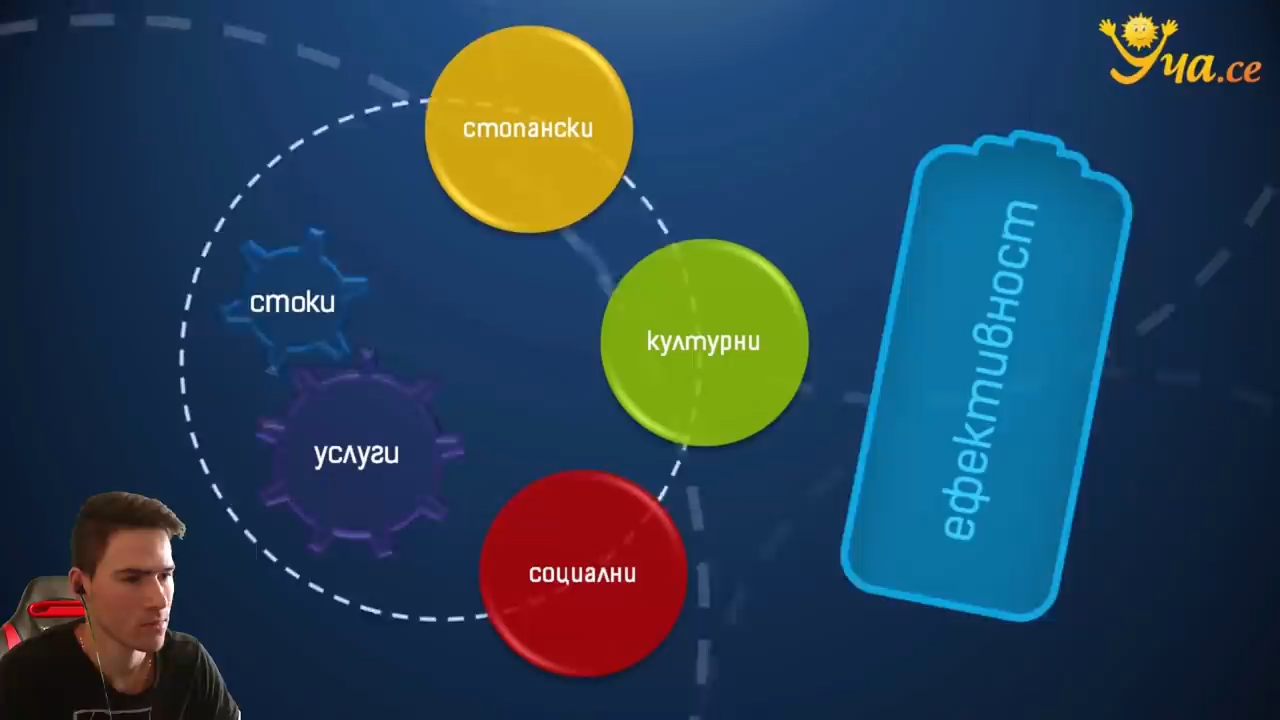 Уча.се
стопански
стоки
културни
услуги
социални
ефективност